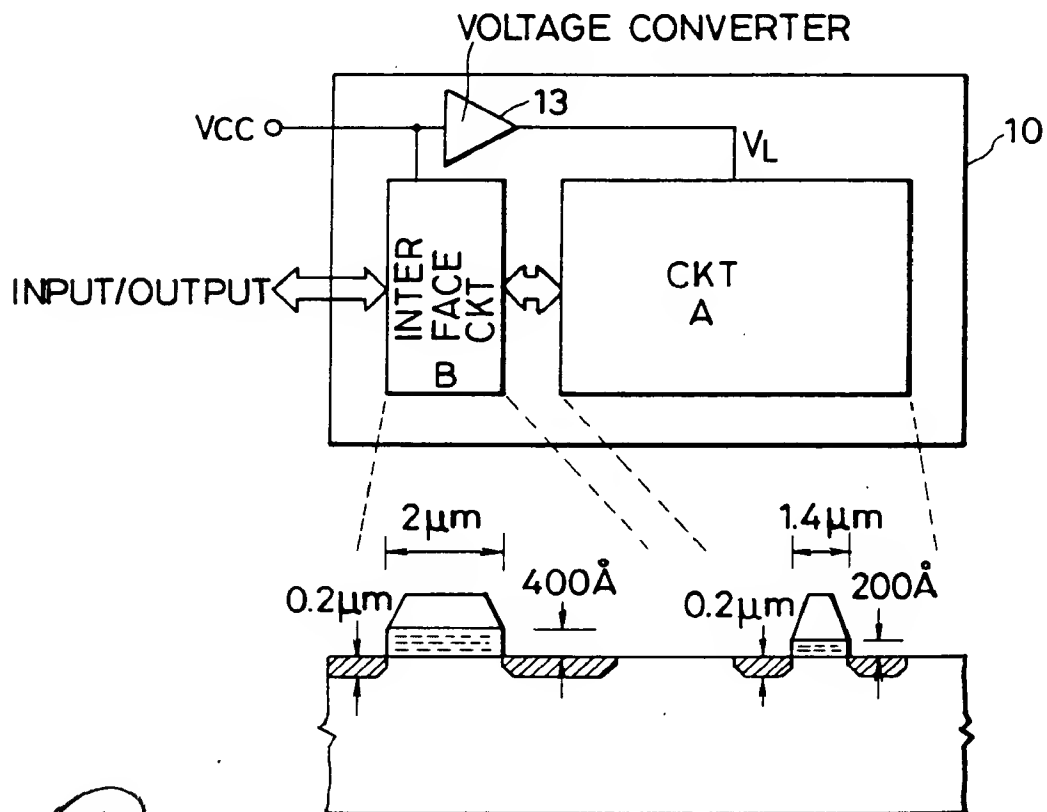 VOLTAGE CONVERTER
13
VCC
VL
10
INPUT/OUTPUT
INTER
FACE
CKT
B
CKT
A
2μm
1.4μm
400Å
200Å
0.2μm
0.2μm